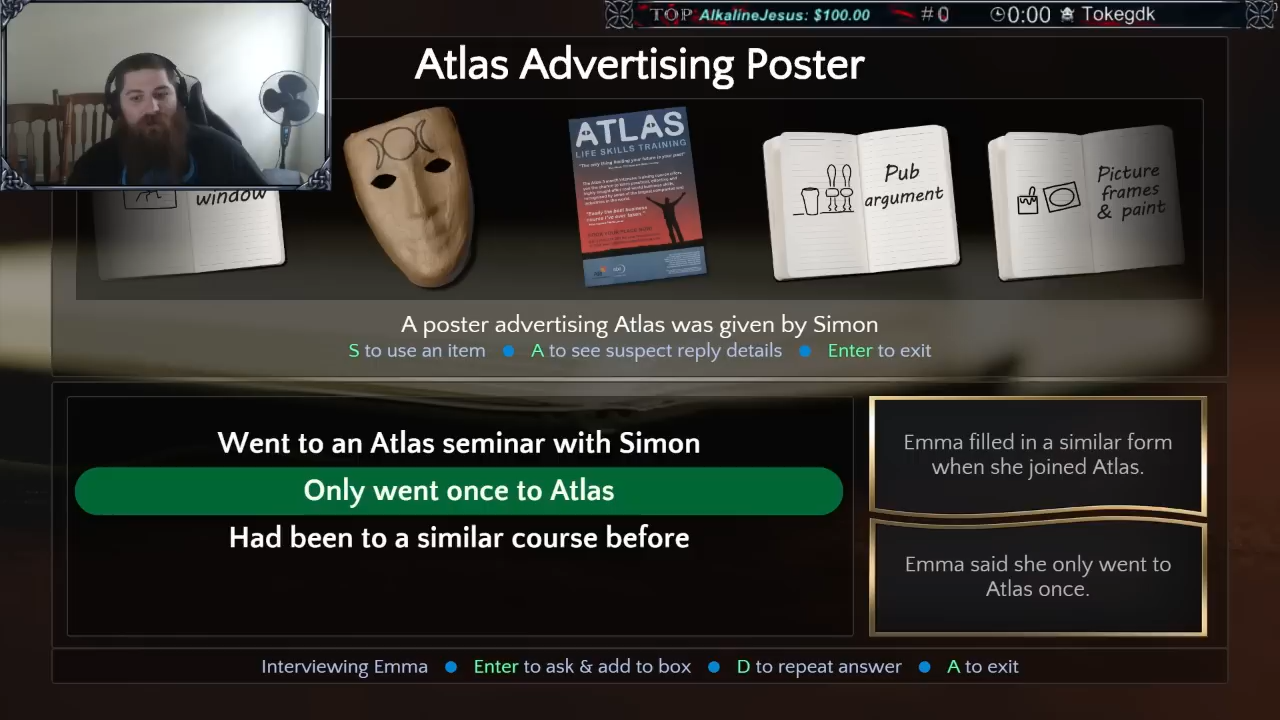 TOP AlkalineJesus: $100.00 #0 0:00 Tokegdk
Atlas Advertising Poster
window
ATLAS
LIFE SKILLS TRAINING
Pub
argument
Picture
frames
& paint
A poster advertising Atlas was given by Simon
S to use an item A to see suspect reply details Enter to exit
Went to an Atlas seminar with Simon
Only went once to Atlas
Had been to a similar course before
Emma filled in a similar form
when she joined Atlas.
Emma said she only went to
Atlas once.
Interviewing Emma Enter to ask & add to box D to repeat answer A to exit